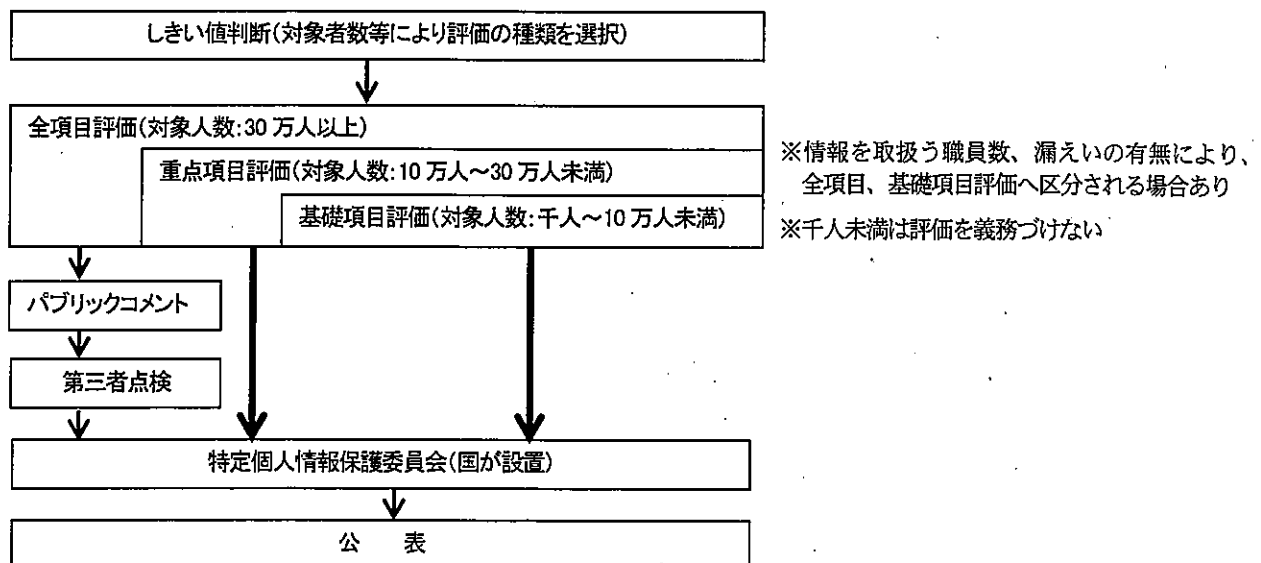 しきい値判断(対象者数等により評価の種類を選択)
全項目評価(対象人数:30万人以上)
重点項目評価(対象人数:10万人～30万人未満)
基礎項目評価(対象人数:千人～10万人未満)
※情報を取扱う職員数、漏えいの有無により、
全項目、基礎項目評価へ区分される場合あり
※千人未満は評価を義務づけない
パブリックコメント
第三者点検
特定個人情報保護委員会(国が設置)
公　　表